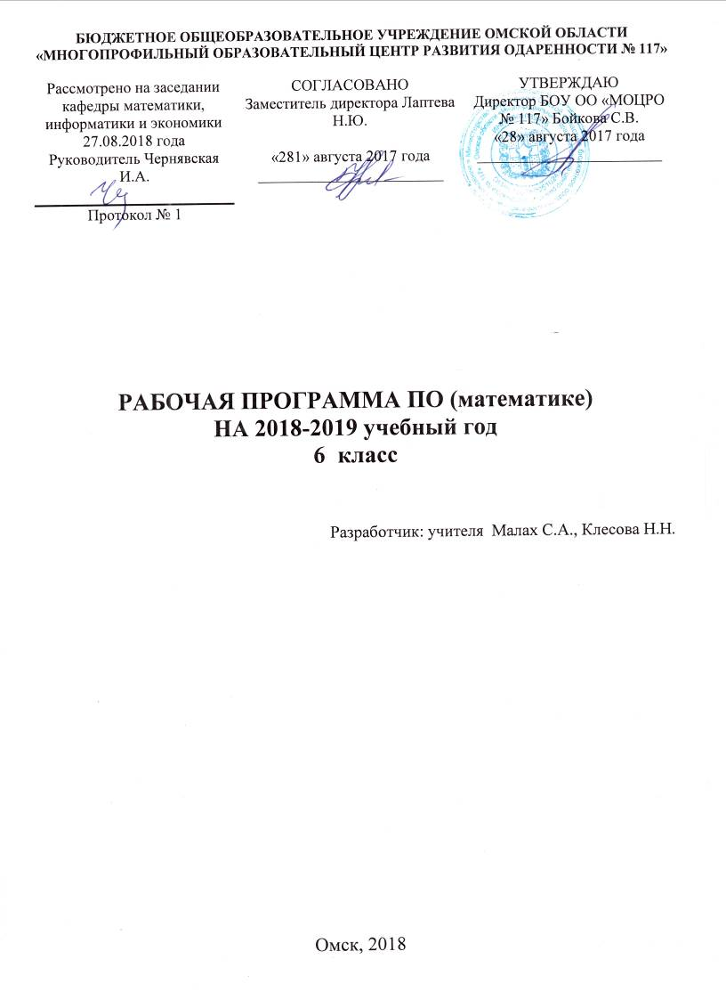 БЮДЖЕТНОЕ ОБЩЕОБРАЗОВАТЕЛЬНОЕ УЧРЕЖДЕНИЕ ОМСКОЙ ОБЛАСТИ
«МНОГОПРОФИЛЬНЫЙ ОБРАЗОВАТЕЛЬНЫЙ ЦЕНТР РАЗВИТИЯ ОДАРЕННОСТИ № 117»
Рассмотрено на заседании
кафедры математики,
информатики и экономики
27.08.2018 года
Руководитель Чернявская
И.А.
Протокол № 1
СОГЛАСОВАНО
Заместитель директора Лаптева
Н.Ю.
«281» августа 2017 года
УТВЕРЖДАЮ
Директор БОУ ОО «МОЦРО
№ 117» Бойкова С.В.
«28» августа 2017 года
РАБОЧАЯ ПРОГРАММА ПО (математике)
НА 2018-2019 учебный год
6 класс
Разработчик: учителя Малах С.А., Клесова Н.Н.
Омск, 2018